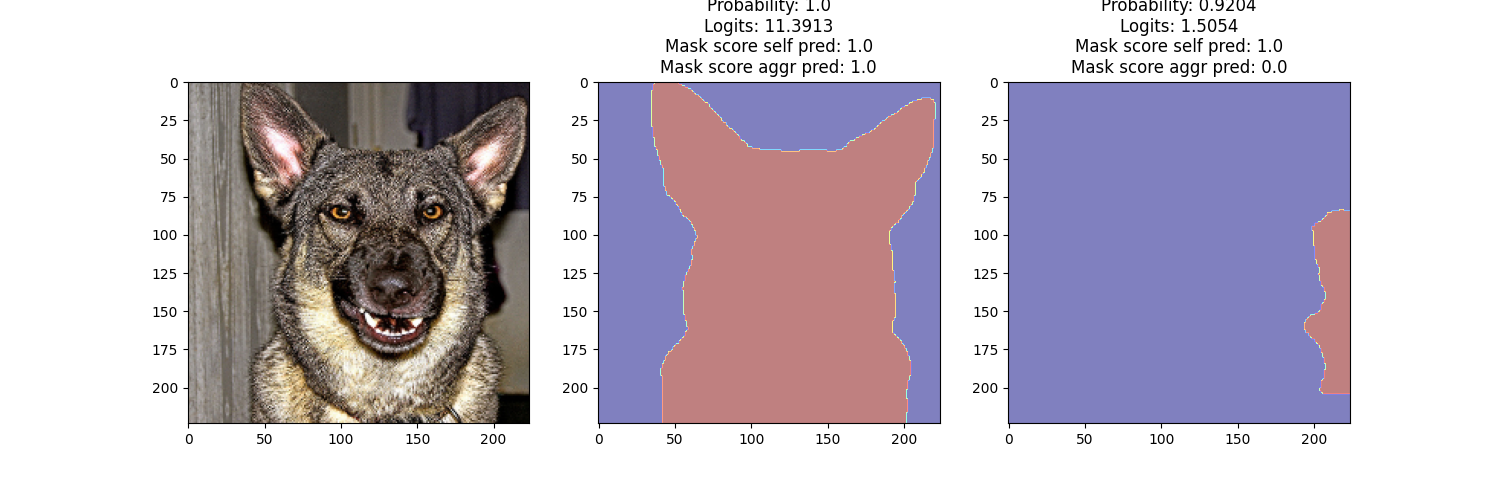 Probability: 1.0
Logits: 11.3913
Mask score self pred: 1.0
Mask score aggr pred: 1.0
Probability: 0.9204
Logits: 1.5054
Mask score self pred: 1.0
Mask score aggr pred: 0.0
0
25
50
75
100
125
150
175
200
0 50 100 150 200
0
25
50
75
100
125
150
175
200
0 50 100 150 200
0
25
50
75
100
125
150
175
200
0 50 100 150 200